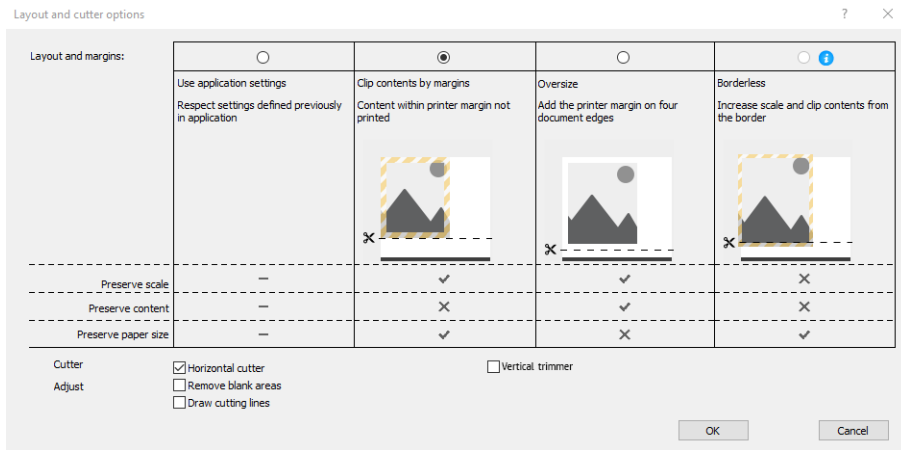 Layout and cutter options
?
Layout and margins:
Use application settings
Respect settings defined previously
in application
Clip contents by margins
Content within printer margin not
printed
Oversize
Add the printer margin on four
document edges
Borderless
Increase scale and clip contents from
the border
Preserve scale
Preserve content
Preserve paper size
Cutter
Horizontal cutter
Vertical trimmer
Adjust
Remove blank areas
Draw cutting lines
OK
Cancel